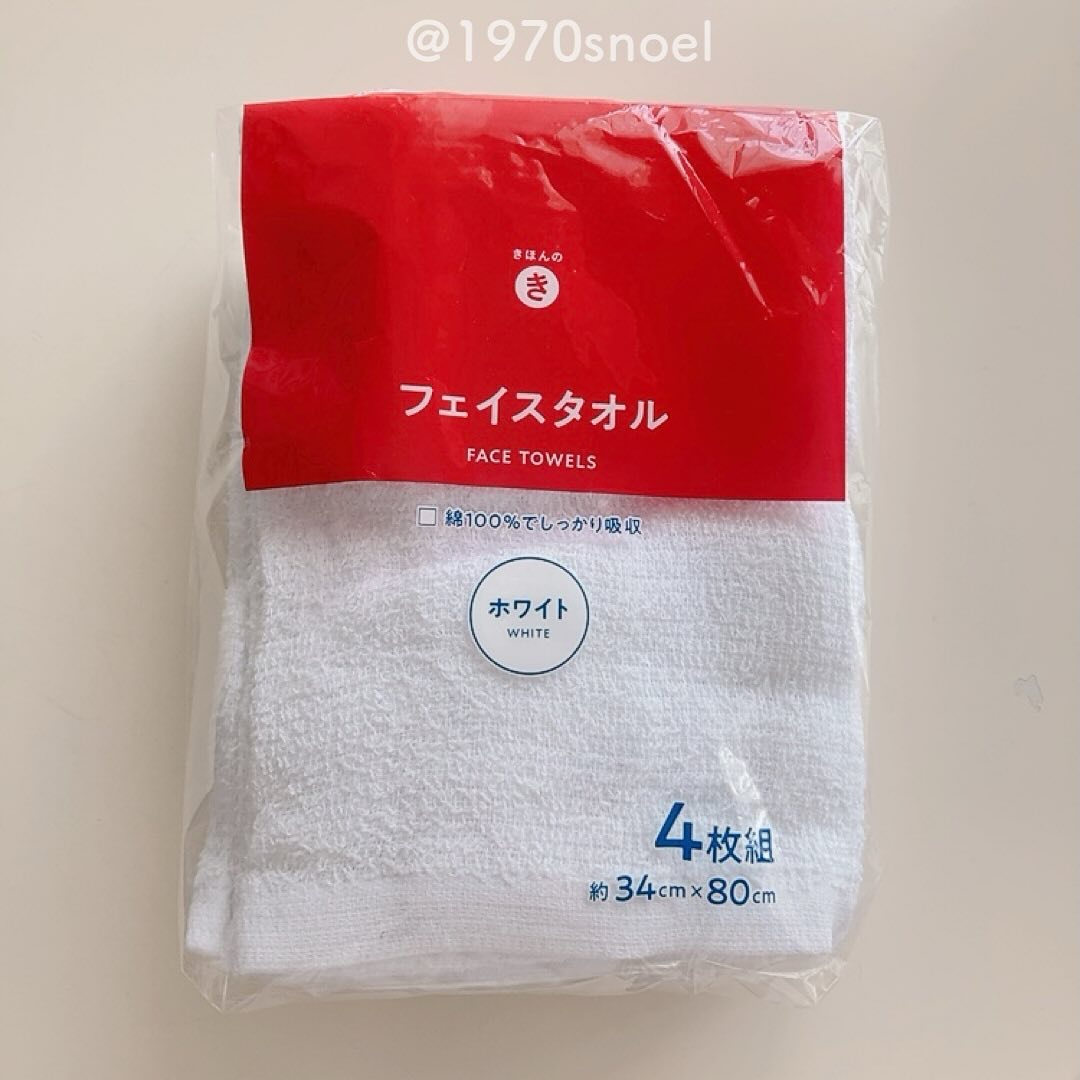 @1970snoel
きほんの
き
フェイスタオル
FACE TOWELS
□ 綿100%でしっかり吸収
ホワイト
WHITE
4枚組
約34cm×80cm